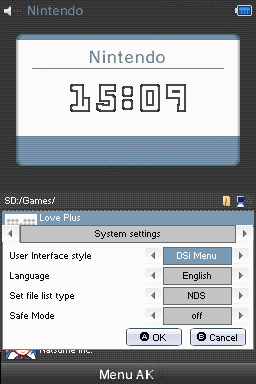 Nintendo
Nintendo
15:09
SD:/Games/
Love Plus
System settings
User Interface style DSi Menu
Language English
Set file list type NDS
Safe Mode off
A OK B Cancel
Natsume Inc.
Menu AK